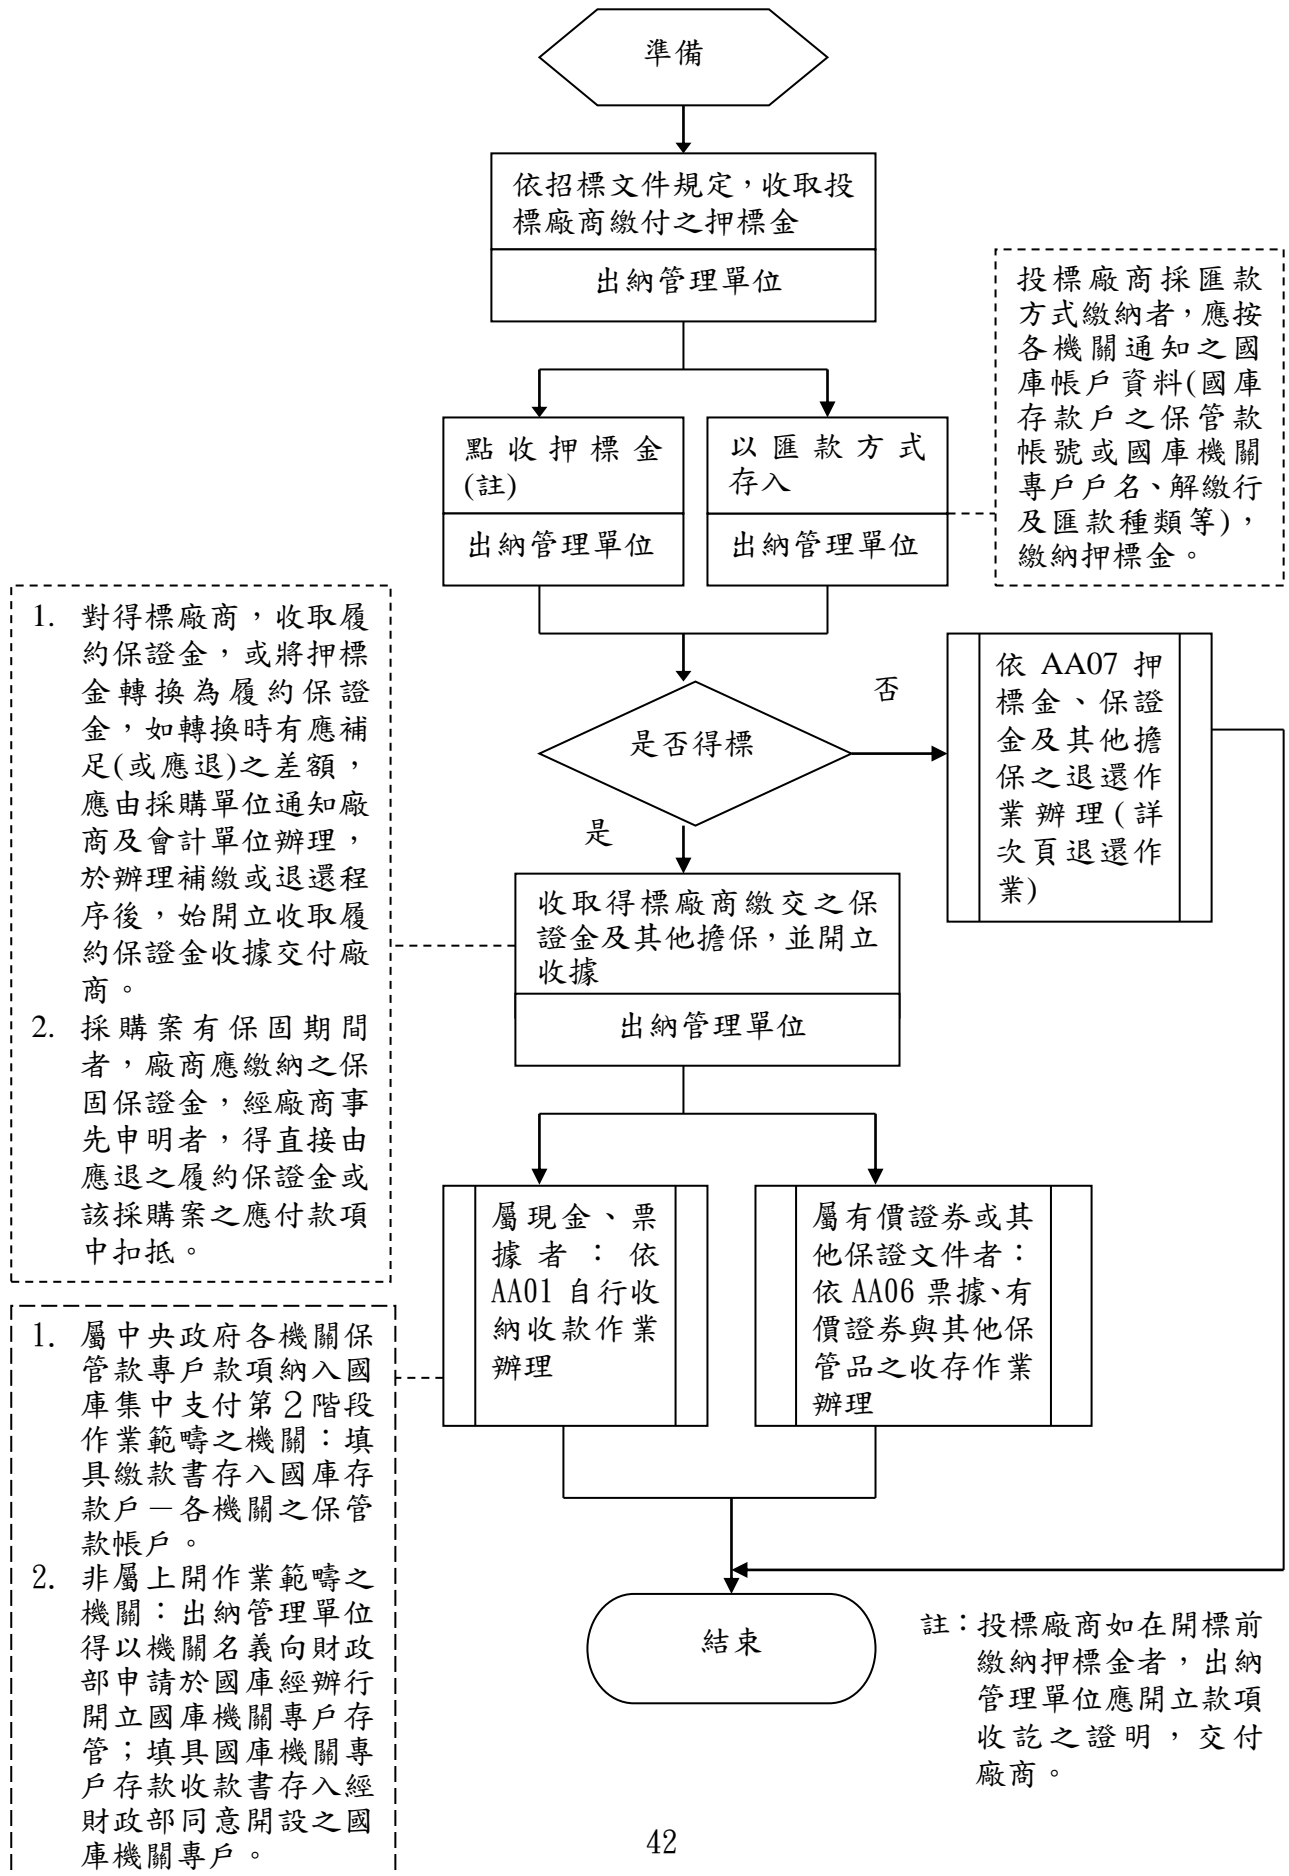 準備
依招標文件規定，收取投
標廠商繳付之押標金
出納管理單位
投標廠商採匯款
方式繳納者，應按
各機關通知之國
庫帳戶資料(國庫
存款戶之保管款
帳號或國庫機關
專戶戶名、解繳行
及匯款種類等)，
繳納押標金。
點收押標金
(註)
出納管理單位
以匯款方式
存入
出納管理單位
1. 對得標廠商，收取履
約保證金，或將押標
金轉換為履約保證
金，如轉換時有應補
足(或應退)之差額，
應由採購單位通知廠
商及會計單位辦理，
於辦理補繳或退還程
序後，始開立收取履
約保證金收據交付廠
商。
2. 採購案有保固期間
者，廠商應繳納之保
固保證金，經廠商事
先申明者，得直接由
應退之履約保證金或
該採購案之應付款項
中扣抵。
是否得標
否
是
依 AA07 押
標金、保證
金及其他擔
保之退還作
業辦理(詳
次頁退還作
業)
收取得標廠商繳交之保
證金及其他擔保，並開立
收據
出納管理單位
屬現金、票
據者：依
AA01 自行收
納收款作業
辦理
屬有價證券或其
他保證文件者：
依 AA06 票據、有
價證券與其他保
管品之收存作業
辦理
1. 屬中央政府各機關保
管款專戶款項納入國
庫集中支付第２階段
作業範疇之機關：填
具繳款書存入國庫存
款戶－各機關之保管
款帳戶。
2. 非屬上開作業範疇之
機關：出納管理單位
得以機關名義向財政
部申請於國庫經辦行
開立國庫機關專戶存
管；填具國庫機關專
戶存款收款書存入經
財政部同意開設之國
庫機關專戶。
結束
註：投標廠商如在開標前
繳納押標金者，出納
管理單位應開立款項
收訖之證明，交付
廠商。
42